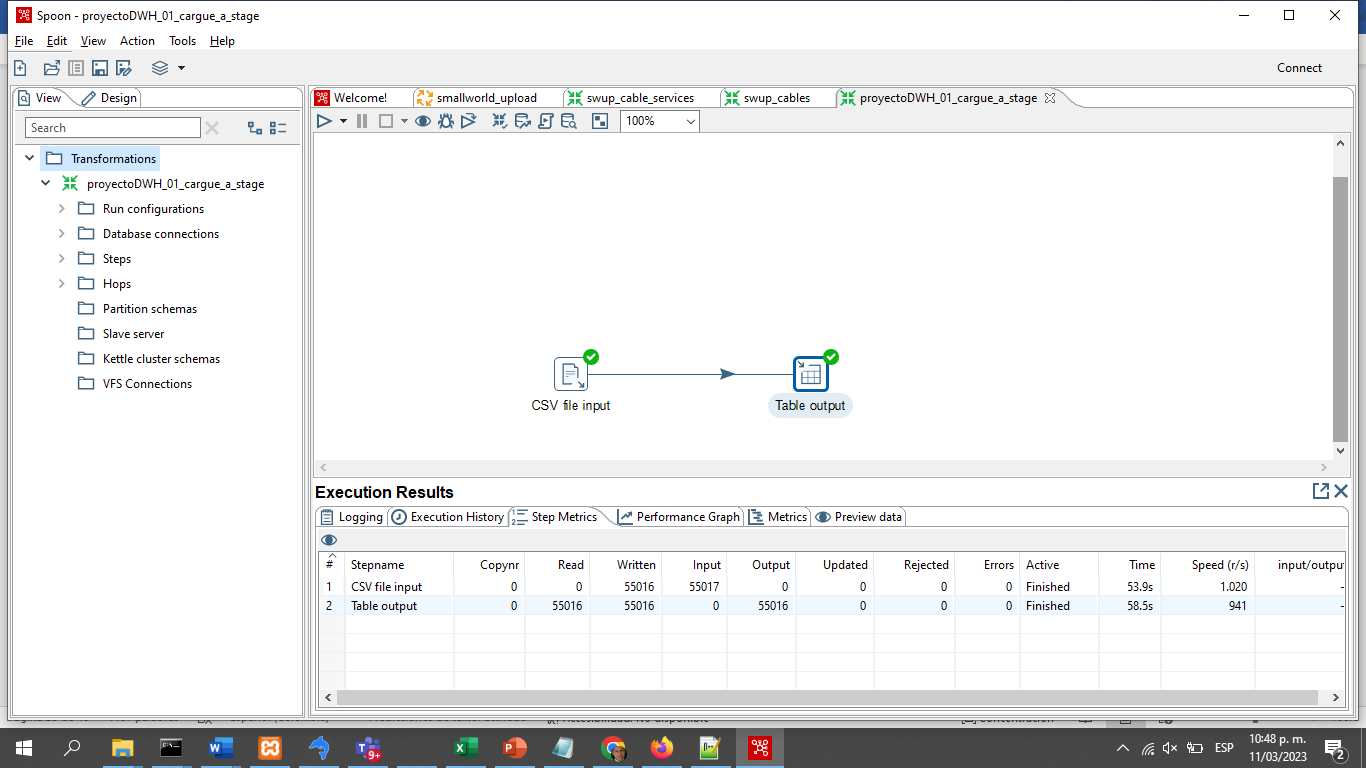 Spoon - proyectoDWH_01_cargue_a_stage
File Edit View Action Tools Help
Connect
View Design
Welcome! smallworld_upload swup_cable_services swup_cables proyectoDWH_01_cargue_a_stage
100%
Search
Transformations
proyectoDWH_01_cargue_a_stage
Run configurations
Database connections
Steps
Hops
Partition schemas
Slave server
Kettle cluster schemas
VFS Connections
CSV file input Table output
Execution Results
Logging Execution History Step Metrics Performance Graph Metrics Preview data
# Stepname Copynr Read Written Input Output Updated Rejected Errors Active Time Speed (r/s) input/outpu
1 CSV file input 0 0 55016 55017 0 0 0 0 Finished 53.9s 1.020 -
2 Table output 0 55016 55016 0 55016 0 0 0 Finished 58.5s 941 -
9+
ESP
10:48 p. m.
11/03/2023
2